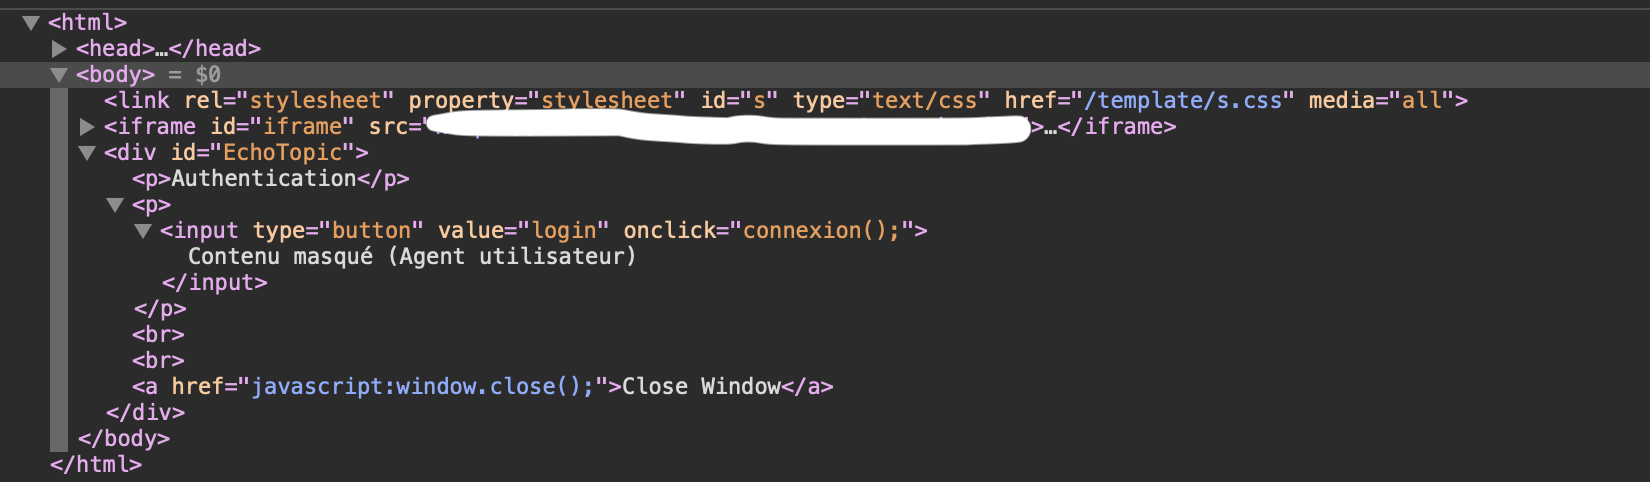 <html>
<head>…</head>
<body> = $0
<link rel="stylesheet" property="stylesheet" id="s" type="text/css" href="/template/s.css" media="all">
<iframe id="iframe" src=" >…</iframe>
<div id="EchoTopic">
<p>Authentication</p>
<p>
<input type="button" value="login" onclick="connexion();">
Contenu masqué (Agent utilisateur)
</input>
</p>
<br>
<br>
<a href="javascript:window.close();">Close Window</a>
</div>
</body>
</html>